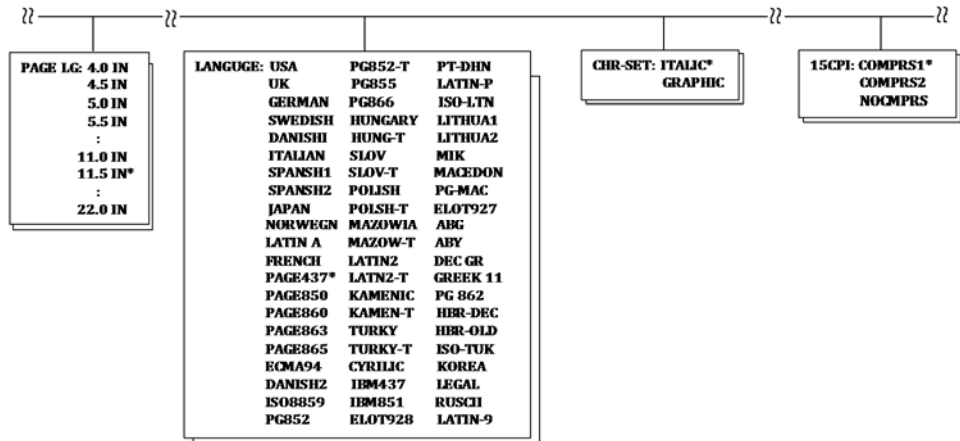 PAGE LG: 4.0 IN
4.5 IN
5.0 IN
5.5 IN
:
11.0 IN
11.5 IN*
:
22.0 IN
LANGUGE: USA PG852-T PT-DHN
UK PG855 LATIN-P
GERMAN PG866 ISO-LTN
SWEDISH HUNGARY LITHUA1
DANISHI HUNG-T LITHUA2
ITALIAN SLOV MIK
SPANSH1 SLOV-T MACEDON
SPANSH2 POLISH PG-MAC
JAPAN POLSH-T ELOT927
NORWEGN MAZOWIA ABG
LATIN A MAZOW-T ABY
FRENCH LATIN2 DEC GR
PAGE437* LATN2-T GREEK 11
PAGE850 KAMENIC PG 862
PAGE860 KAMEN-T HBR-DEC
PAGE863 TURKY HBR-OLD
PAGE865 TURKY-T ISO-TUK
ECMA94 CYRILIC KOREA
DANISH2 IBM437 LEGAL
ISO8859 IBM851 RUSCII
PG852 ELOT928 LATIN-9
CHR-SET: ITALIC*
GRAPHIC
15CPI: COMPRS1*
COMPRS2
NOCMPRS